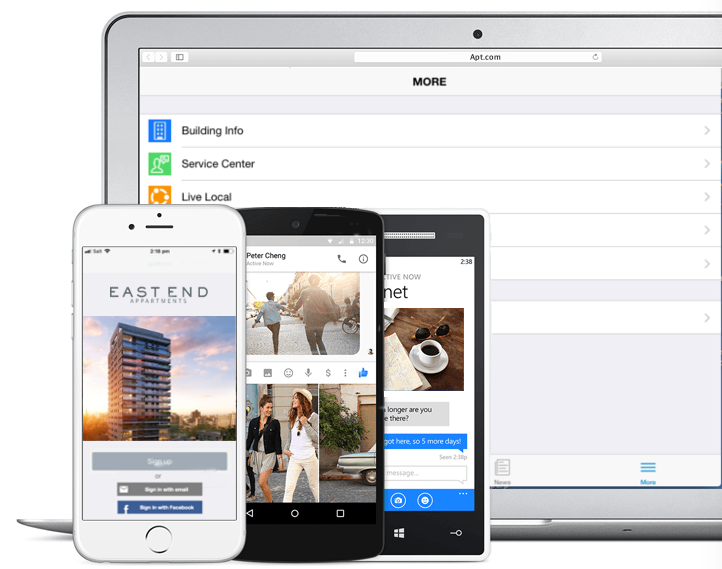 Apt.com
MORE
Building Info
Service Center
Live Local
News
More
2:18 pm
EAST END
APPARTMENTS
Sign up
or
Sign in with email
Sign in with Facebook
12:30
Peter Cheng
Active Now
$
2:38
TIVE NOW
net
longer are you
e there?
got here, so 5 more days!
Seen 2:38p
message...